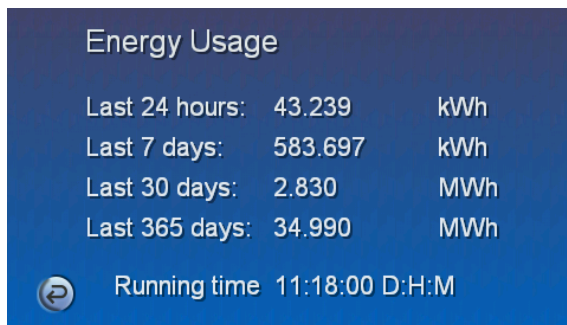 Energy Usage
Last 24 hours: 43.239 kWh
Last 7 days: 583.697 kWh
Last 30 days: 2.830 MWh
Last 365 days: 34.990 MWh
Running time 11:18:00 D:H:M